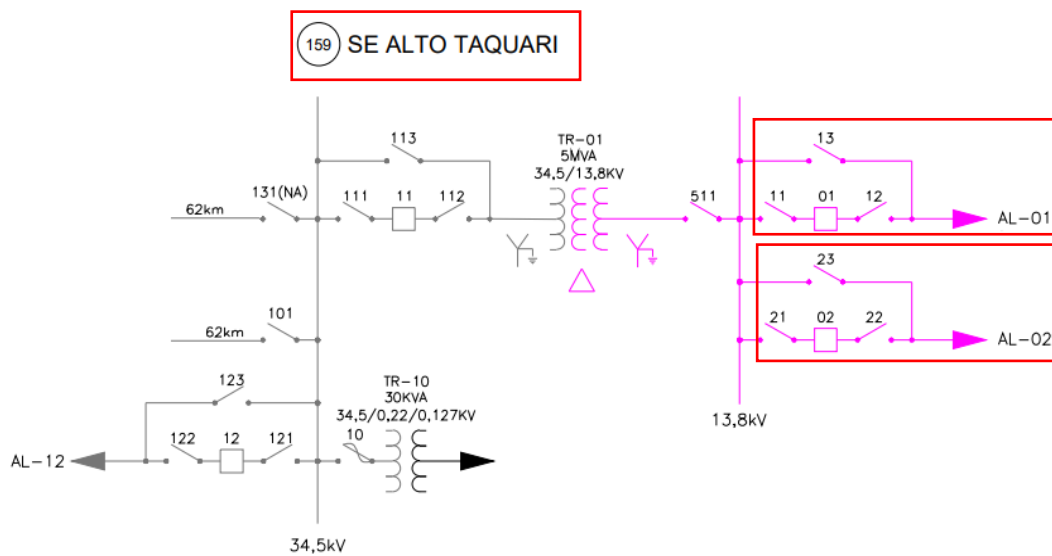 159 SE ALTO TAQUARI
113
TR-01
5MVA
34,5/13,8KV
13
131(NA)
111
11
112
62km
511
11
01
12
AL-01
23
101
62km
21
02
22
AL-02
123
TR-10
30KVA
34,5/0,22/0,127KV
13,8kV
122
12
121
10
AL-12
34,5kV